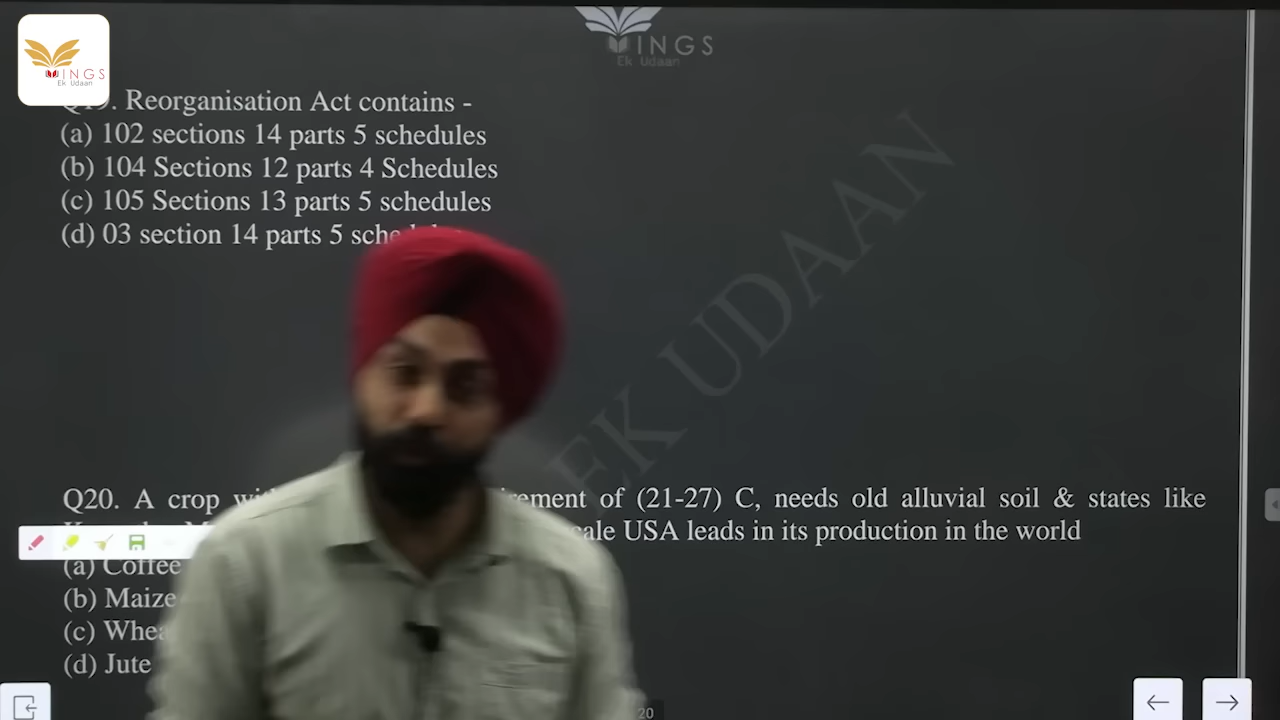 INGS
Ek Udaan
INGS
Ek Udaan
. Reorganisation Act contains -
(a) 102 sections 14 parts 5 schedules
(b) 104 Sections 12 parts 4 Schedules
(c) 105 Sections 13 parts 5 schedules
(d) 03 section 14 parts 5
EK UDAAN
Q20. A crop of (21-27) C, needs old alluvial soil & states like
USA leads in its production in the world
(a) Coffee
(b) Maize
(c)
(d) Jute
20